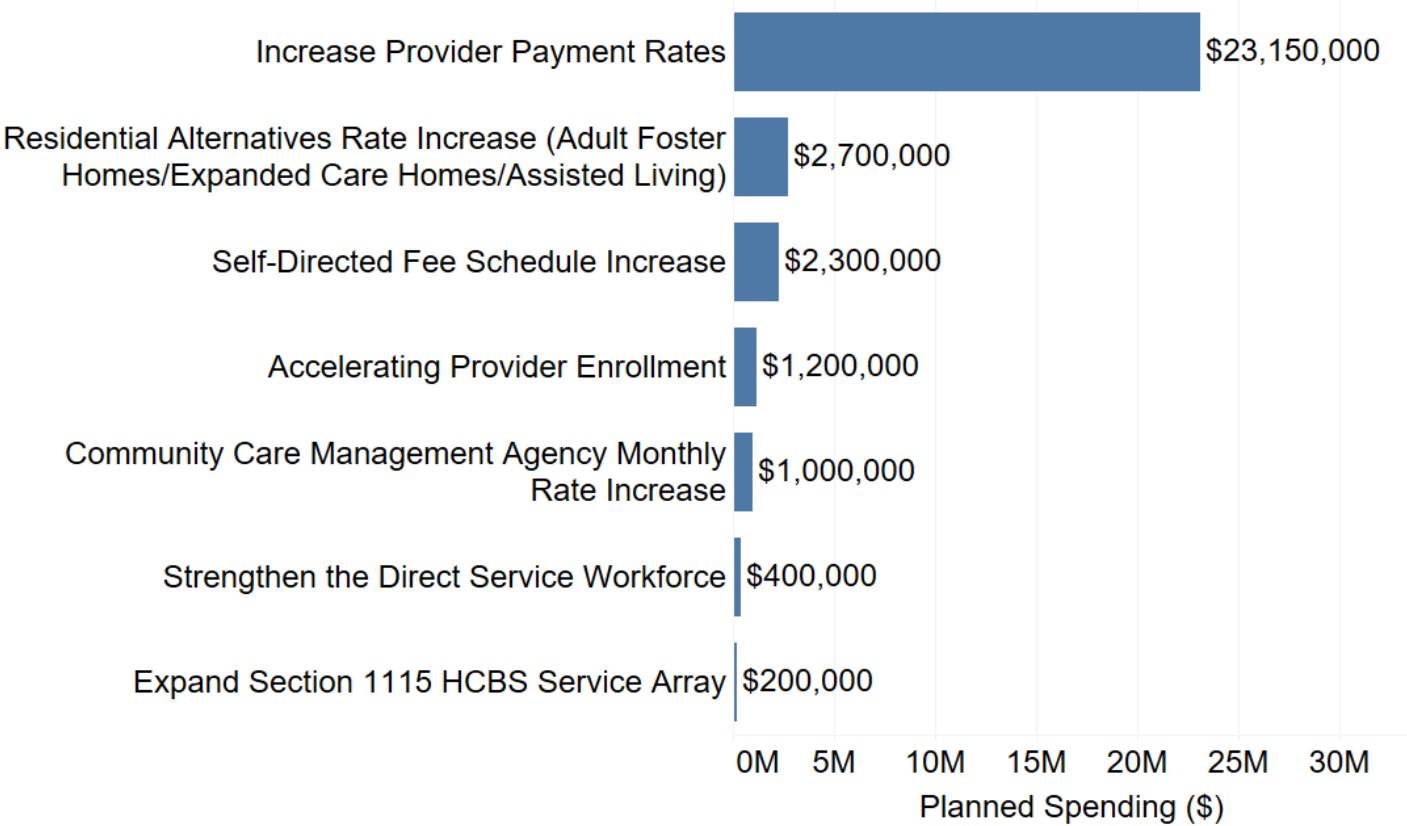 Increase Provider Payment Rates
$23,150,000
Residential Alternatives Rate Increase (Adult Foster
Homes/Expanded Care Homes/Assisted Living)
$2,700,000
Self-Directed Fee Schedule Increase
$2,300,000
Accelerating Provider Enrollment
$1,200,000
Community Care Management Agency Monthly
Rate Increase
$1,000,000
Strengthen the Direct Service Workforce
$400,000
Expand Section 1115 HCBS Service Array
$200,000
0M 5M 10M 15M 20M 25M 30M
Planned Spending ($)